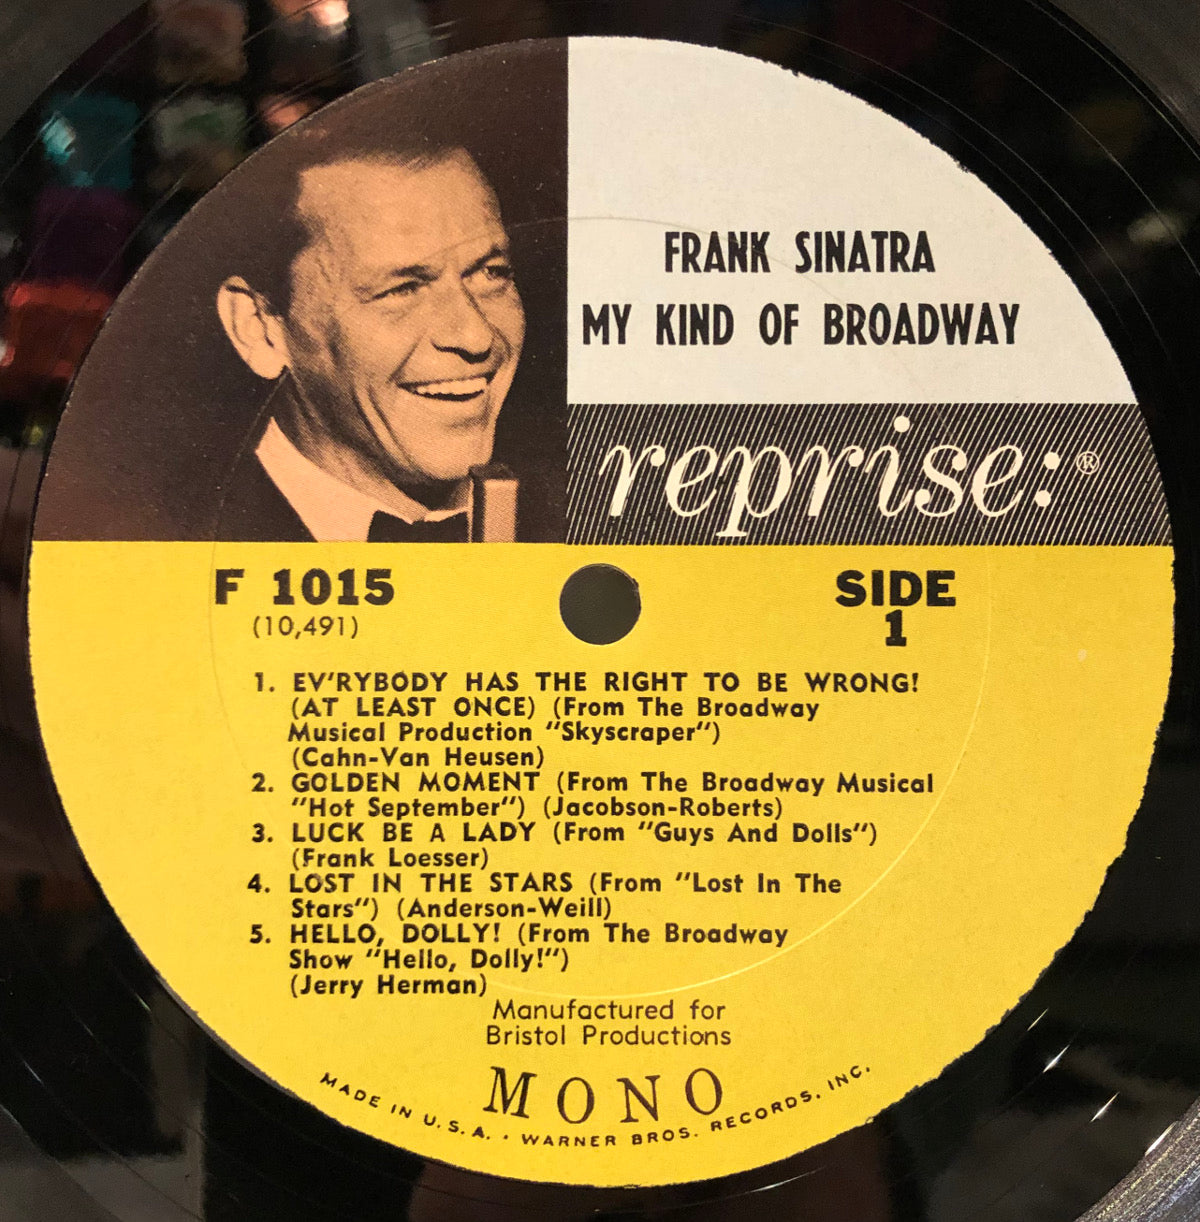 FRANK SINATRA
MY KIND OF BROADWAY
reprise:®
F 1015
(10,491)
SIDE
1
1. EV'RYBODY HAS THE RIGHT TO BE WRONG!
(AT LEAST ONCE) (From The Broadway
Musical Production "Skyscraper")
(Cahn-Van Heusen)
2. GOLDEN MOMENT (From The Broadway Musical
"Hot September") (Jacobson-Roberts)
3. LUCK BE A LADY (From "Guys And Dolls")
(Frank Loesser)
4. LOST IN THE STARS (From "Lost In The
Stars") (Anderson-Weill)
5. HELLO, DOLLY! (From The Broadway
Show "Hello, Dolly!")
(Jerry Herman)
Manufactured for
Bristol Productions
MONO
MADE IN U.S.A. • WARNER BROS. RECORDS, INC.